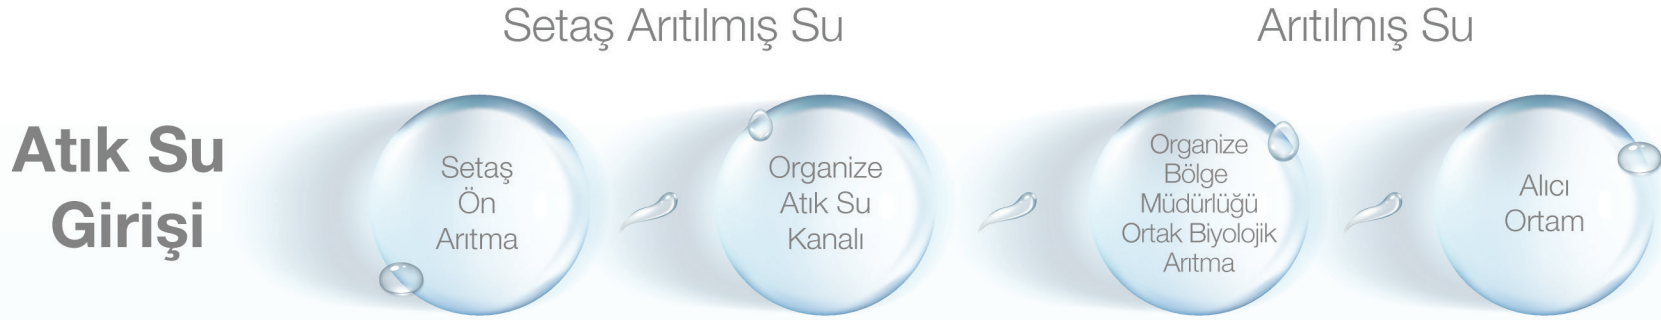 Setaş Arıtılmış Su
Arıtılmış Su
Atık Su
Girişi
Setaş
Ön
Arıtma
Organize
Atık Su
Kanalı
Organize
Bölge
Müdürlüğü
Ortak Biyolojik
Arıtma
Alıcı
Ortam